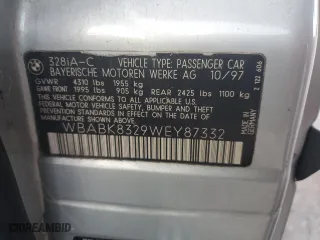 328iA-C VEHICLE TYPE PASSENGER CAR
BAYERISCHE MOTOREN WERKE AG 10/97
GVWR 4310 lbs 1955 kg
GAWR FRONT 1995 lbs 905 kg REAR 2425 lbs 1100 kg
THIS VEHICLE CONFORMS TO ALL APPLICABLE
FEDERAL MOTOR VEHICLE
SAFETY, BUMPER AND THEFT PREVENTION
STANDARDS IN EFFECT ON THE DATE OF
MANUFACTURE SHOWN ABOVE
WBABK8329WEY87332
MADE IN
GERMANY